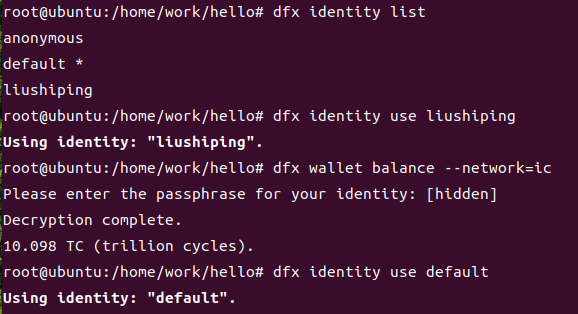 root@ubuntu:/home/work/hello# dfx identity list
anonymous
default *
liushiping
root@ubuntu:/home/work/hello# dfx identity use liushiping
Using identity: "liushiping".
root@ubuntu:/home/work/hello# dfx wallet balance --network=ic
Please enter the passphrase for your identity: [hidden]
Decryption complete.
10.098 TC (trillion cycles).
root@ubuntu:/home/work/hello# dfx identity use default
Using identity: "default".